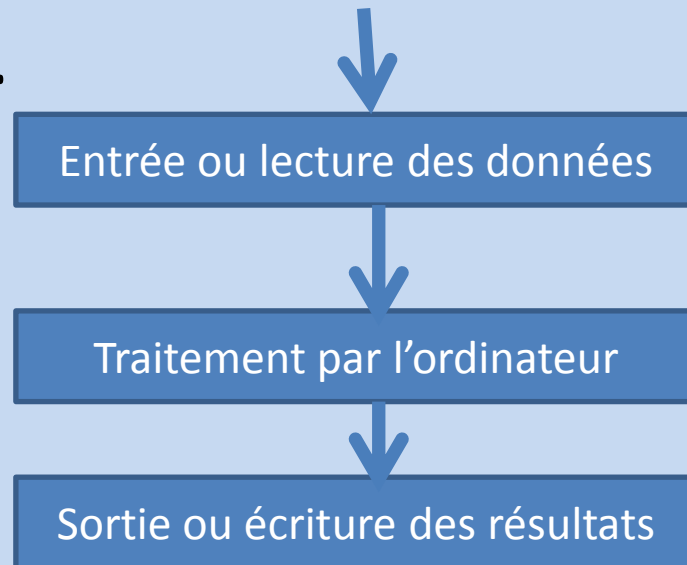 Entrée ou lecture des données
Traitement par l’ordinateur
Sortie ou écriture des résultats